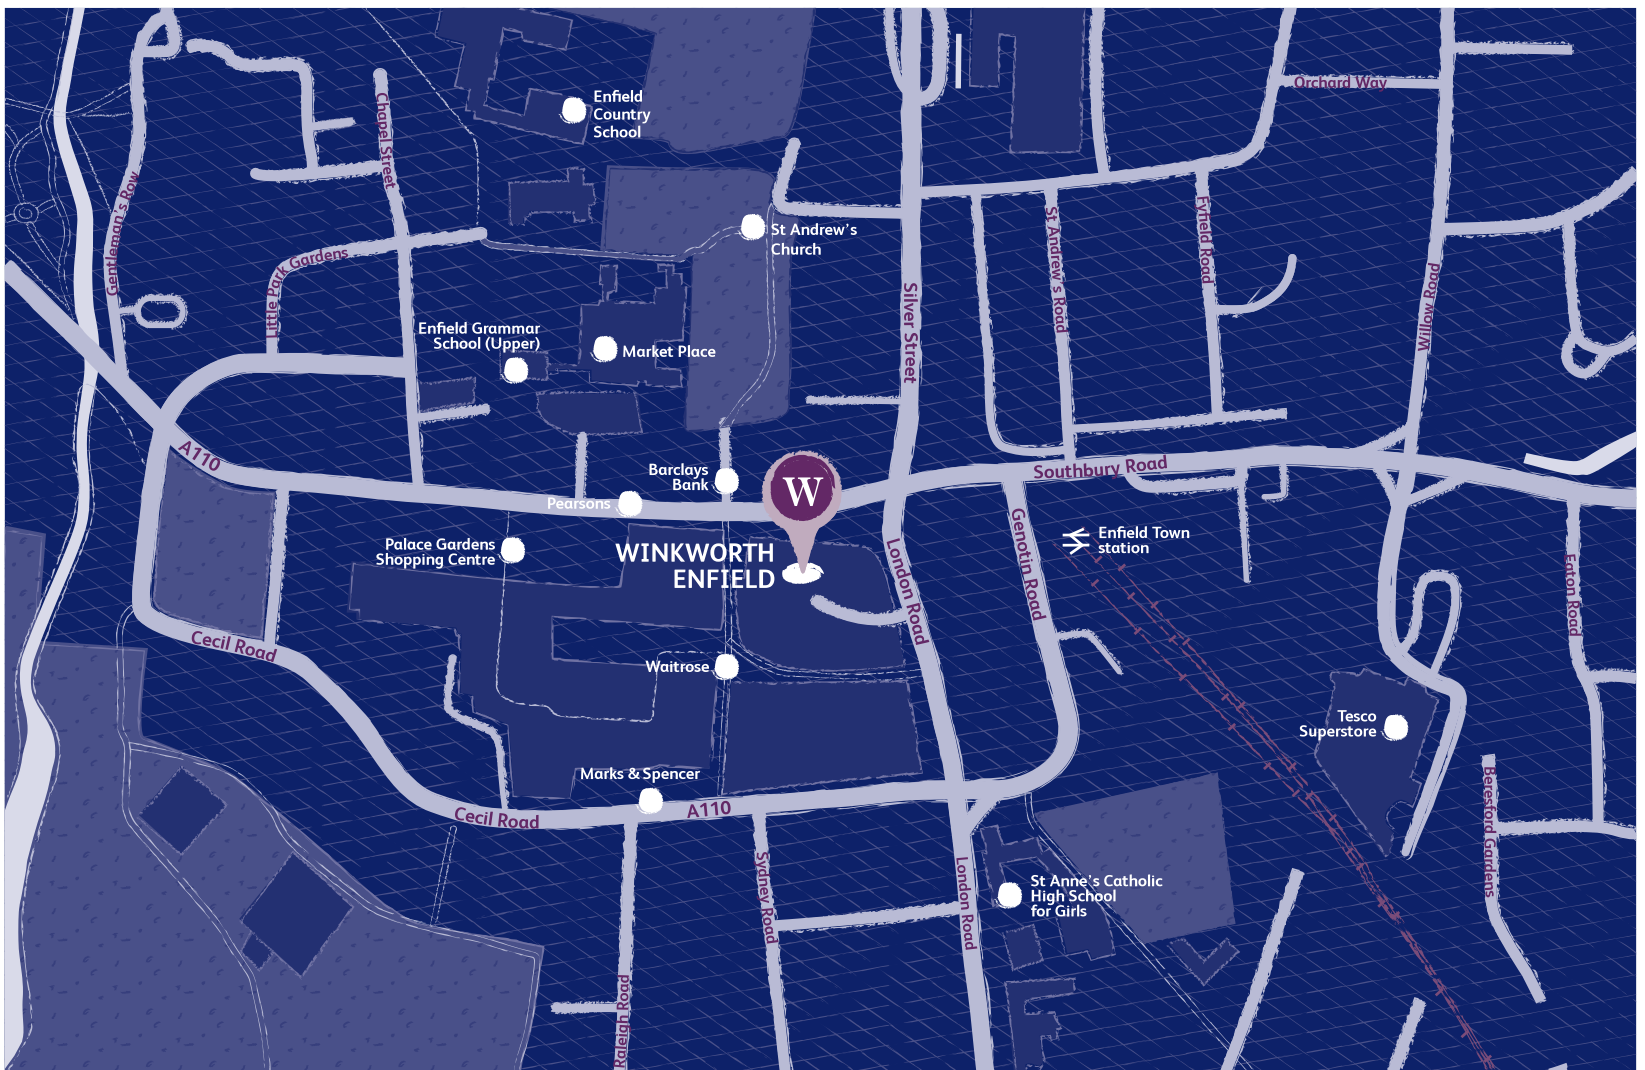 Enfield
Country
School
Orchard Way
Chapel Street
Gentleman's Row
St Andrew's
Church
St Andrew's Road
Fyfield Road
Little Park Gardens
Silver Street
Willow Road
Enfield Grammar
School (Upper)
Market Place
A110
Barclays
Bank
Southbury Road
Pearsons
W
Palace Gardens
Shopping Centre
WINKWORTH
ENFIELD
London Road
Genotin Road
Enfield Town
station
Eaton Road
Cecil Road
Waitrose
Tesco
Superstore
Marks & Spencer
Cecil Road
A110
Beresford Gardens
Sydney Road
London Road
St Anne's Catholic
High School
for Girls
Raleigh Road